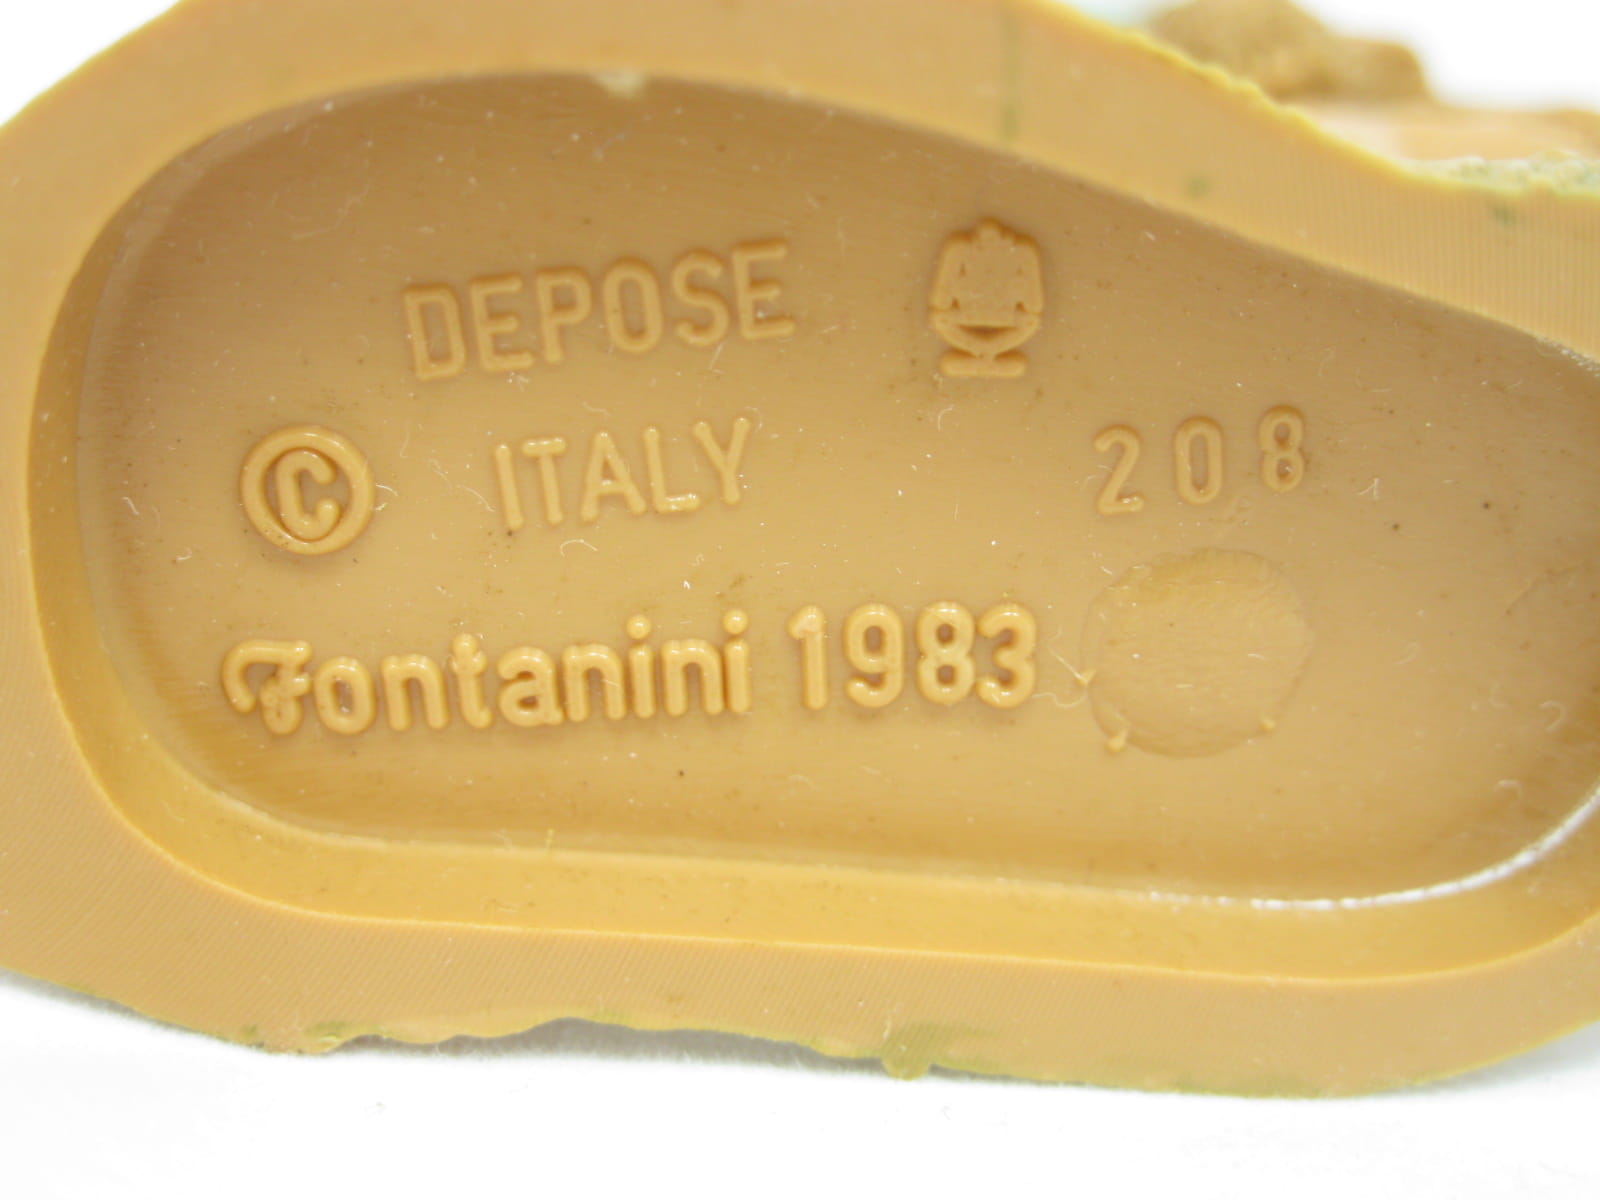 DEPOSE
© ITALY 208
Fontanini 1983